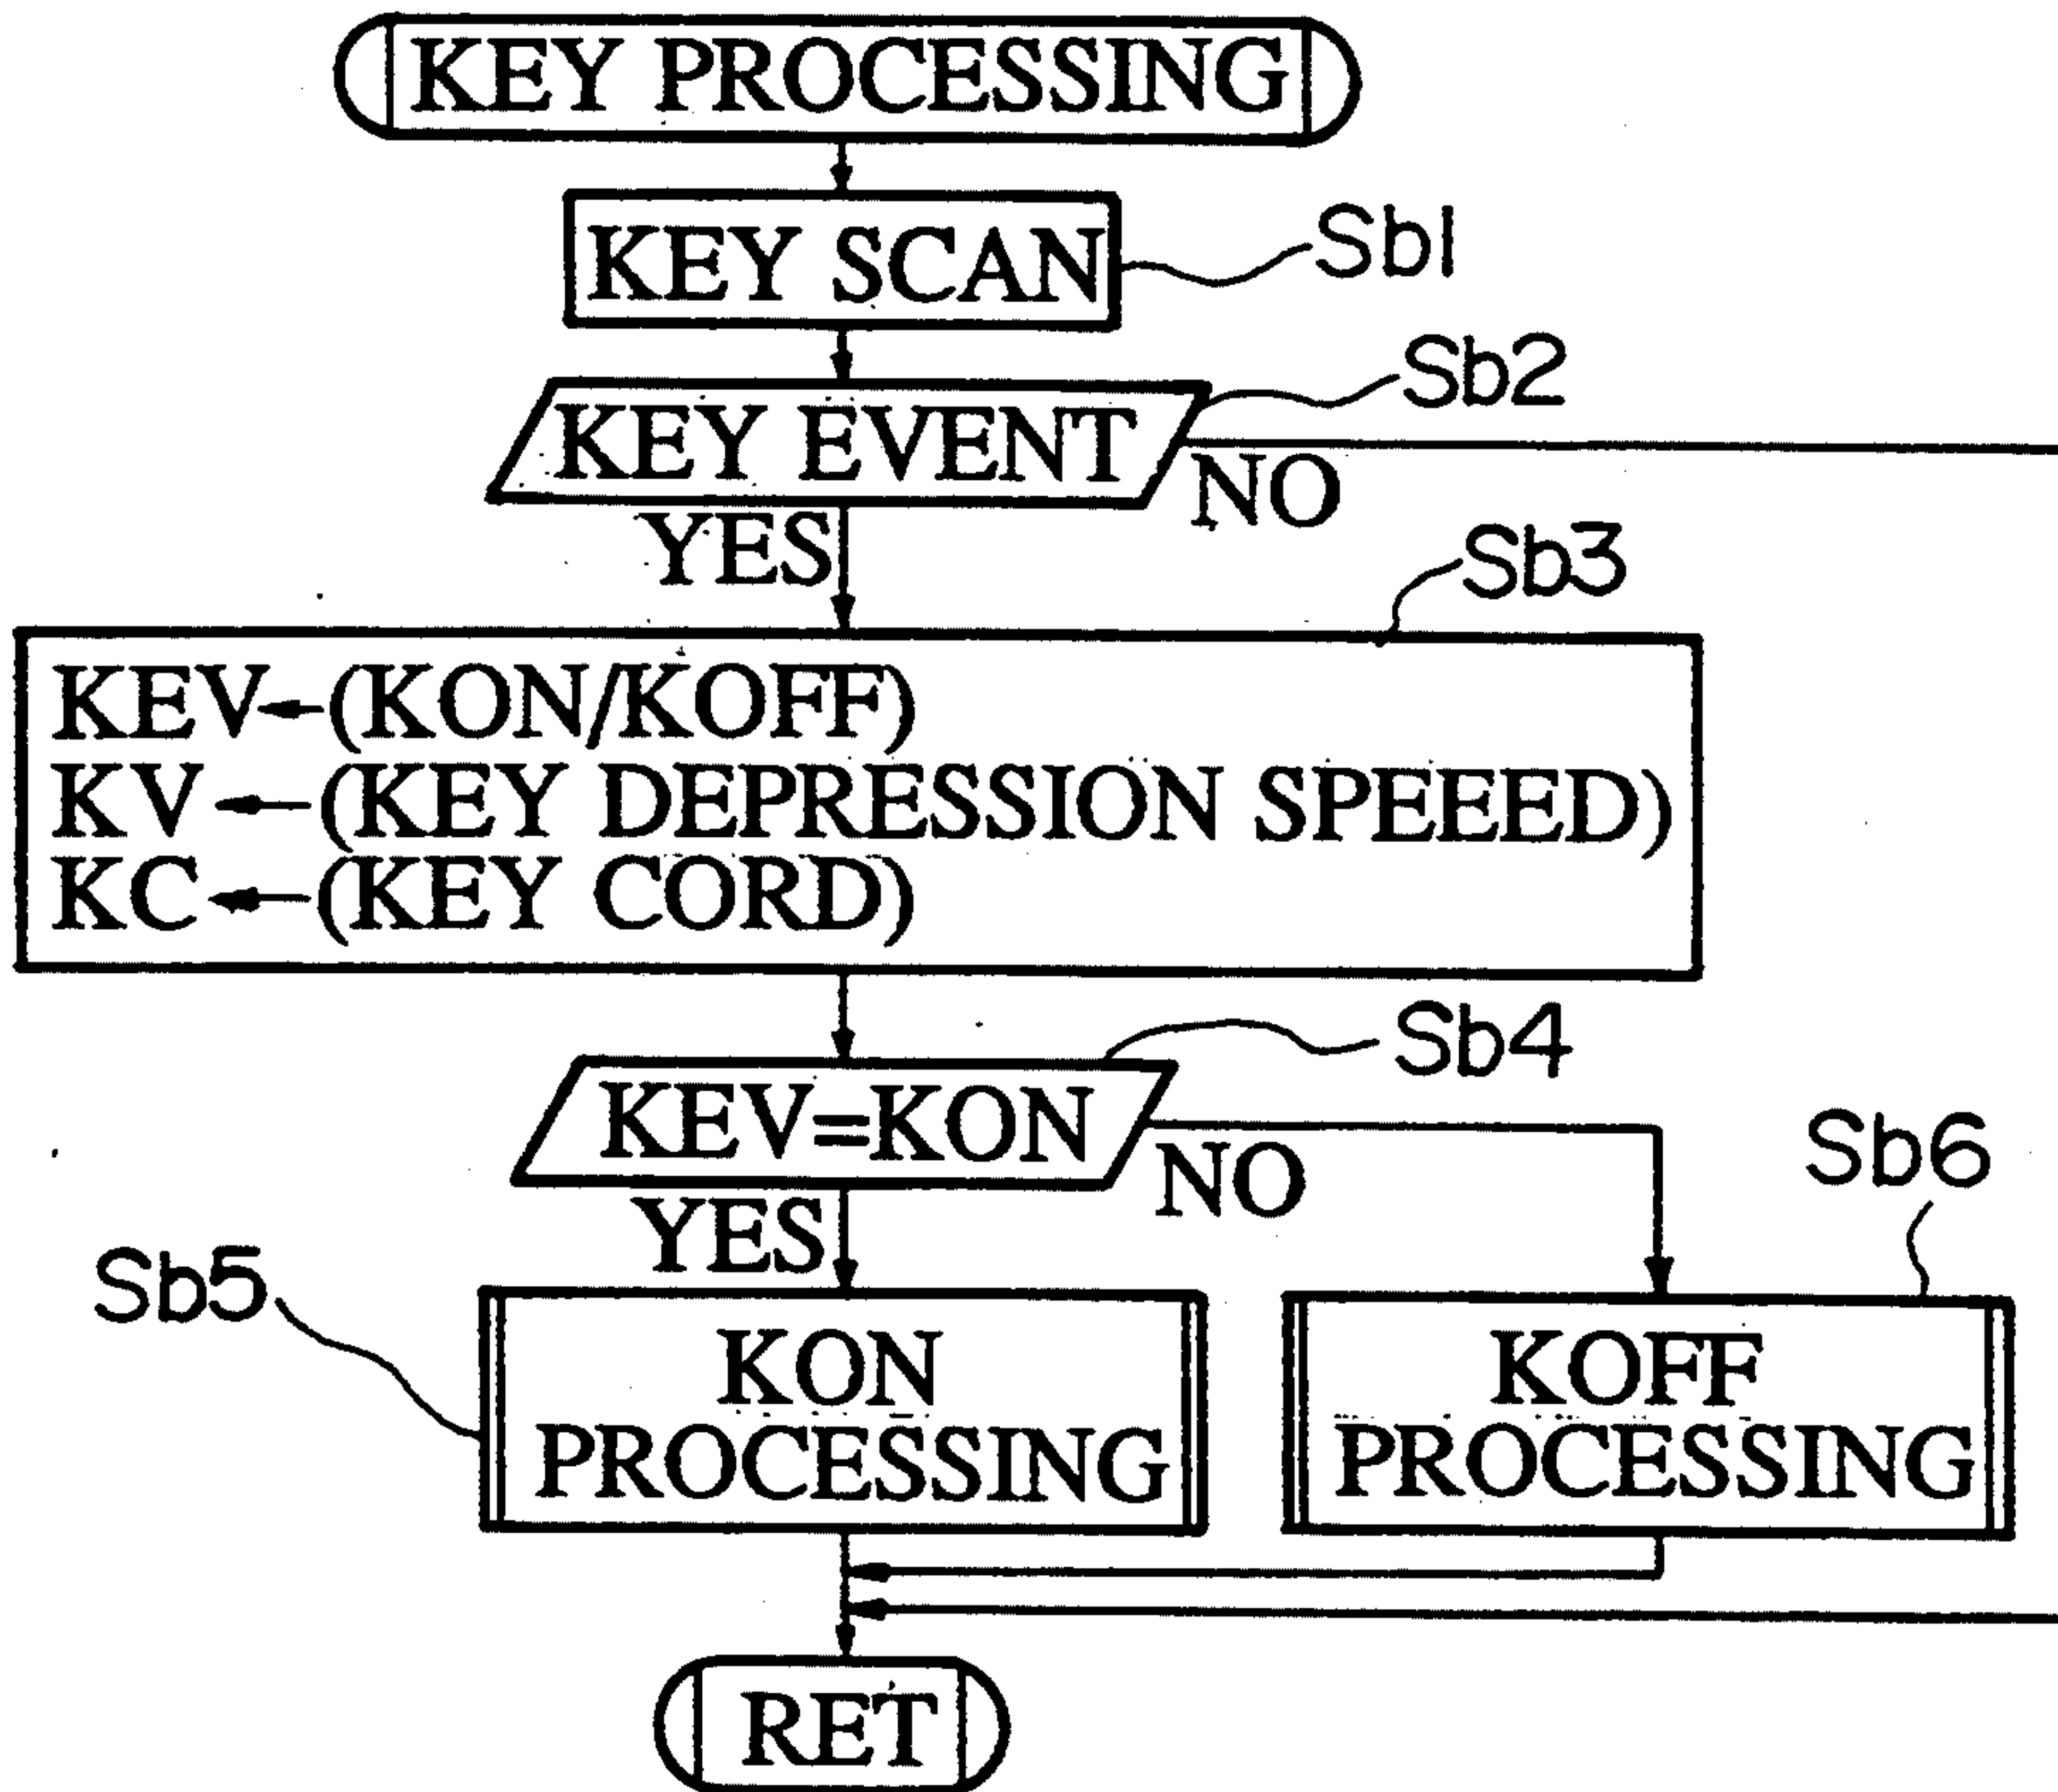 KEY PROCESSING
KEY SCAN
Sb1
Sb2
KEY EVENT
NO
YES
Sb3
KEV←(KON/KOFF)
KV←(KEY DEPRESSION SPEEED)
KC←(KEY CORD)
Sb4
KEV=KON
NO
Sb6
YES
Sb5
KON
PROCESSING
KOFF
PROCESSING
RET